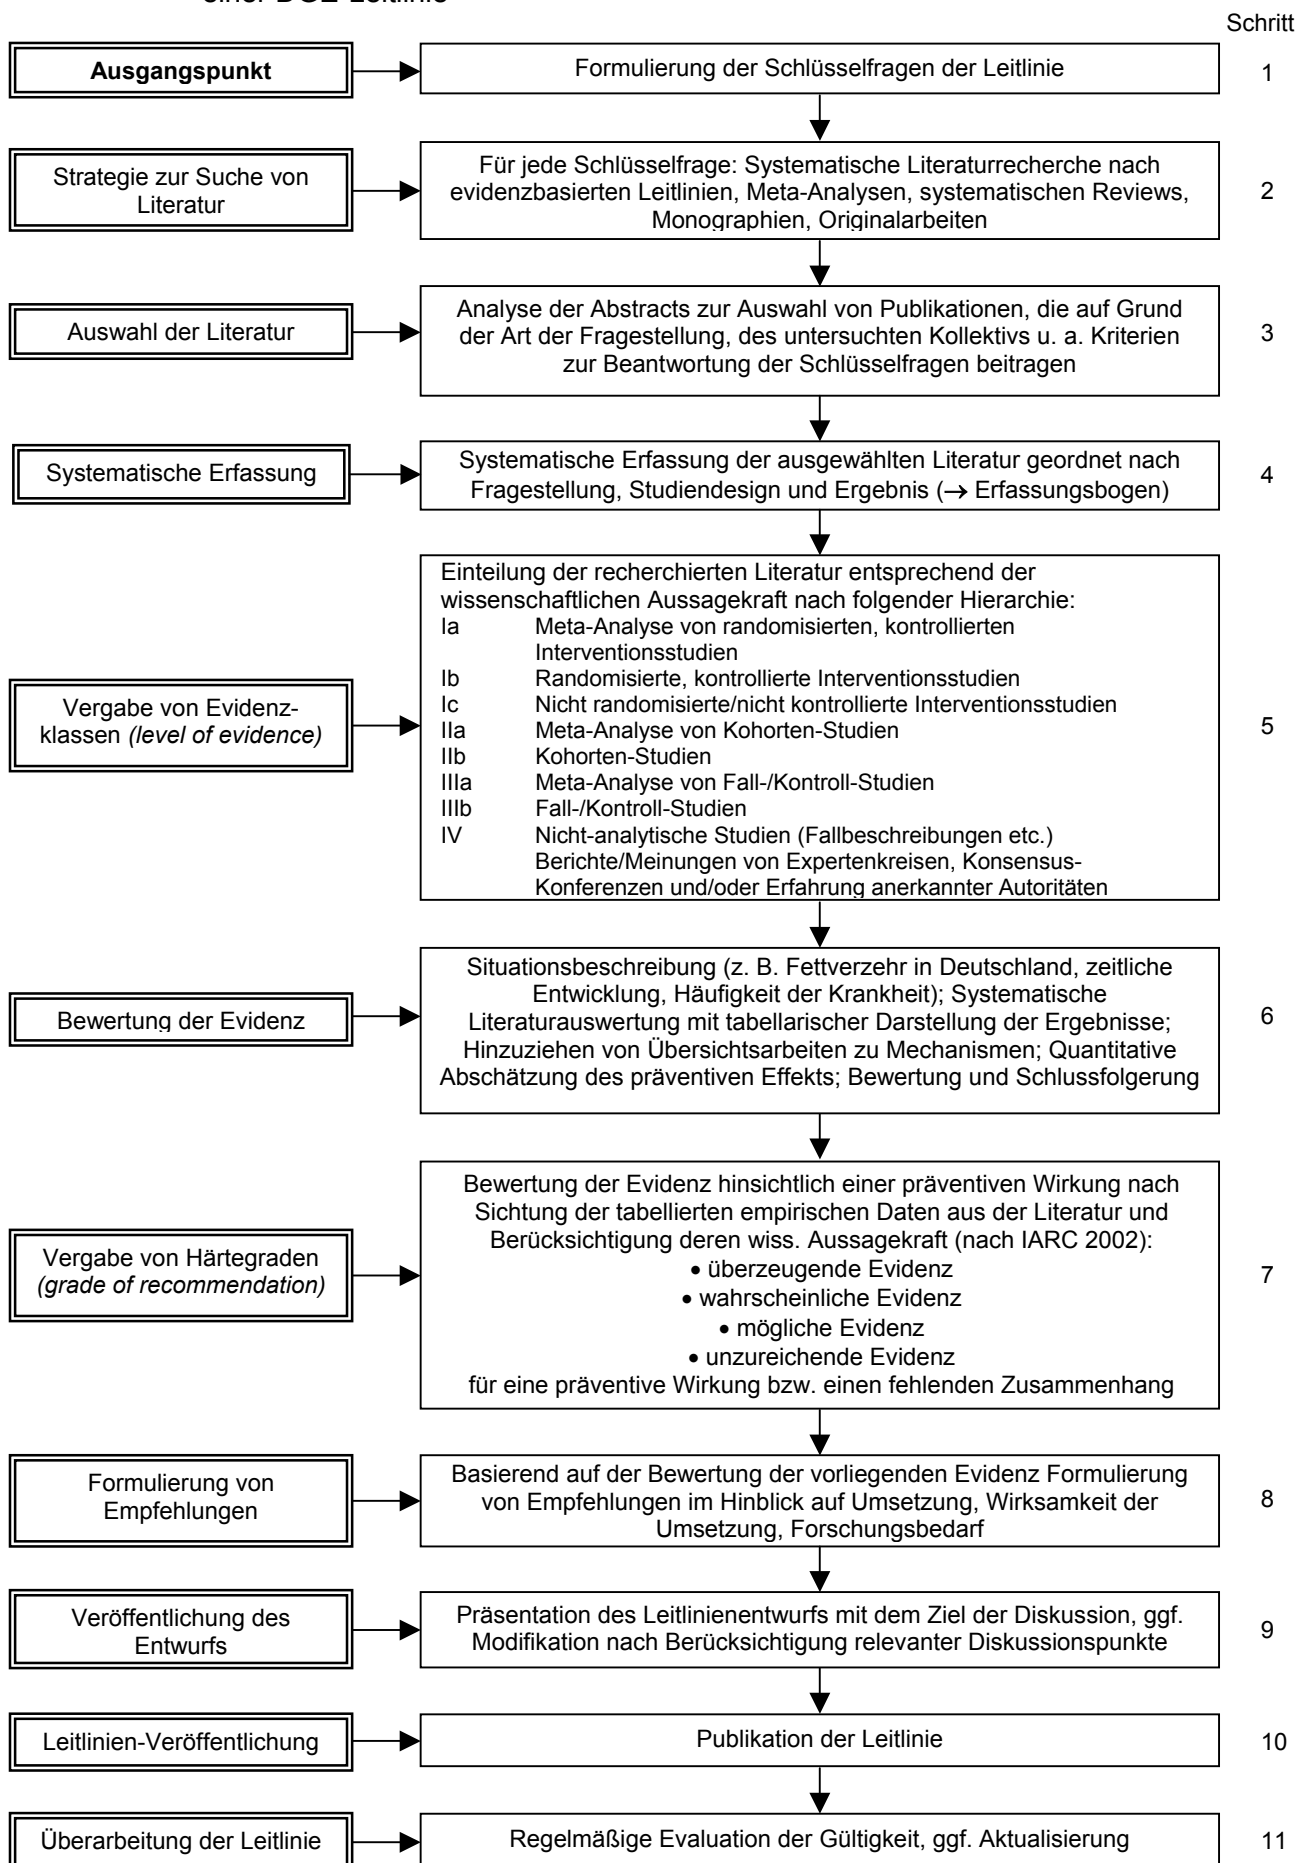 einer DGE-Leitlinie
Schritt
Ausgangspunkt
Formulierung der Schlüsselfragen der Leitlinie
1
Strategie zur Suche von
Literatur
Für jede Schlüsselfrage: Systematische Literaturrecherche nach
evidenzbasierten Leitlinien, Meta-Analysen, systematischen Reviews,
Monographien, Originalarbeiten
2
Auswahl der Literatur
Analyse der Abstracts zur Auswahl von Publikationen, die auf Grund
der Art der Fragestellung, des untersuchten Kollektivs u. a. Kriterien
zur Beantwortung der Schlüsselfragen beitragen
3
Systematische Erfassung
Systematische Erfassung der ausgewählten Literatur geordnet nach
Fragestellung, Studiendesign und Ergebnis (→ Erfassungsbogen)
4
Vergabe von Evidenz-
klassen (level of evidence)
Einteilung der recherchierten Literatur entsprechend der
wissenschaftlichen Aussagekraft nach folgender Hierarchie:
Ia Meta-Analyse von randomisierten, kontrollierten
Interventionsstudien
Ib Randomisierte, kontrollierte Interventionsstudien
Ic Nicht randomisierte/nicht kontrollierte Interventionsstudien
IIa Meta-Analyse von Kohorten-Studien
IIb Kohorten-Studien
IIIa Meta-Analyse von Fall-/Kontroll-Studien
IIIb Fall-/Kontroll-Studien
IV Nicht-analytische Studien (Fallbeschreibungen etc.)
Berichte/Meinungen von Expertenkreisen, Konsensus-
Konferenzen und/oder Erfahrung anerkannter Autoritäten
5
Bewertung der Evidenz
Situationsbeschreibung (z. B. Fettverzehr in Deutschland, zeitliche
Entwicklung, Häufigkeit der Krankheit); Systematische
Literaturauswertung mit tabellarischer Darstellung der Ergebnisse;
Hinzuziehen von Übersichtsarbeiten zu Mechanismen; Quantitative
Abschätzung des präventiven Effekts; Bewertung und Schlussfolgerung
6
Vergabe von Härtegraden
(grade of recommendation)
Bewertung der Evidenz hinsichtlich einer präventiven Wirkung nach
Sichtung der tabellierten empirischen Daten aus der Literatur und
Berücksichtigung deren wiss. Aussagekraft (nach IARC 2002):
• überzeugende Evidenz
• wahrscheinliche Evidenz
• mögliche Evidenz
• unzureichende Evidenz
für eine präventive Wirkung bzw. einen fehlenden Zusammenhang
7
Formulierung von
Empfehlungen
Basierend auf der Bewertung der vorliegenden Evidenz Formulierung
von Empfehlungen im Hinblick auf Umsetzung, Wirksamkeit der
Umsetzung, Forschungsbedarf
8
Veröffentlichung des
Entwurfs
Präsentation des Leitlinienentwurfs mit dem Ziel der Diskussion, ggf.
Modifikation nach Berücksichtigung relevanter Diskussionspunkte
9
Leitlinien-Veröffentlichung
Publikation der Leitlinie
10
Überarbeitung der Leitlinie
Regelmäßige Evaluation der Gültigkeit, ggf. Aktualisierung
11